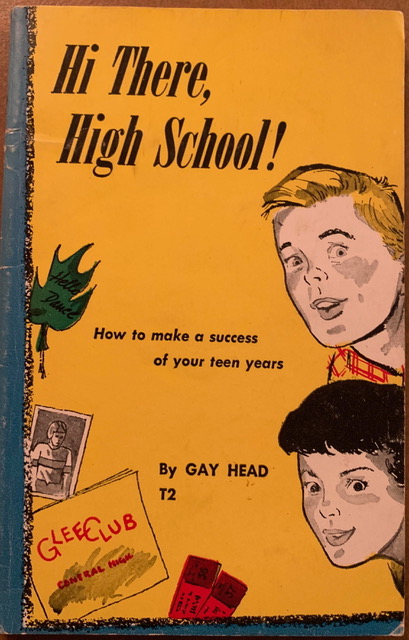 Hi There,
High School!
Dance
How to make a success
of your teen years
By GAY HEAD
T2
GLEE CLUB
CENTRAL HIGH